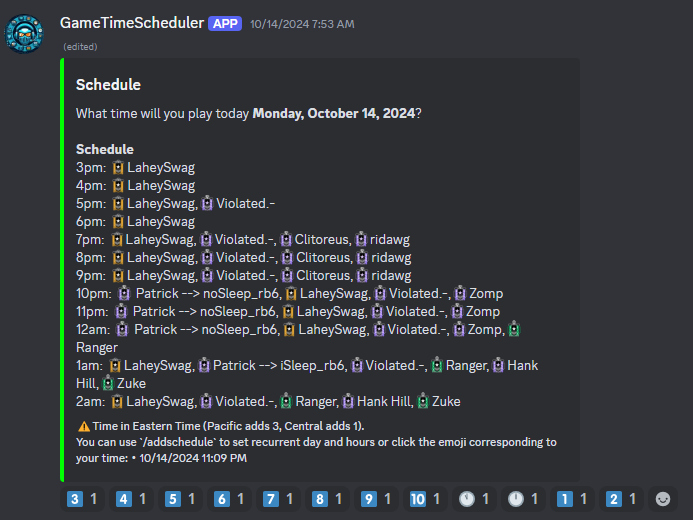 GameTimeScheduler APP 10/14/2024 7:53 AM
(edited)
Schedule
What time will you play today Monday, October 14, 2024?
Schedule
3pm: LaheySwag
4pm: LaheySwag
5pm: LaheySwag, Violated.-
6pm: LaheySwag
7pm: LaheySwag, Violated.-, Clitoreus, ridawg
8pm: LaheySwag, Violated.-, Clitoreus, ridawg
9pm: LaheySwag, Violated.-, Clitoreus, ridawg
10pm: Patrick --> noSleep_rb6, LaheySwag, Violated.-, Zomp
11pm: Patrick --> noSleep_rb6, LaheySwag, Violated.-, Zomp
12am: Patrick --> noSleep_rb6, LaheySwag, Violated.-, Zomp,
Ranger
1am: LaheySwag, Patrick --> iSleep_rb6, Violated.-, Ranger, Hank
Hill, Zuke
2am: LaheySwag, Violated.-, Ranger, Hank Hill, Zuke
⚠️Time in Eastern Time (Pacific adds 3, Central adds 1).
You can use `/addschedule` to set recurrent day and hours or click the emoji corresponding to
your time: • 10/14/2024 11:09 PM
3 1 4 1 5 1 6 1 7 1 8 1 9 1 10 1 🕚 1 🕛 1 1 1 2 1